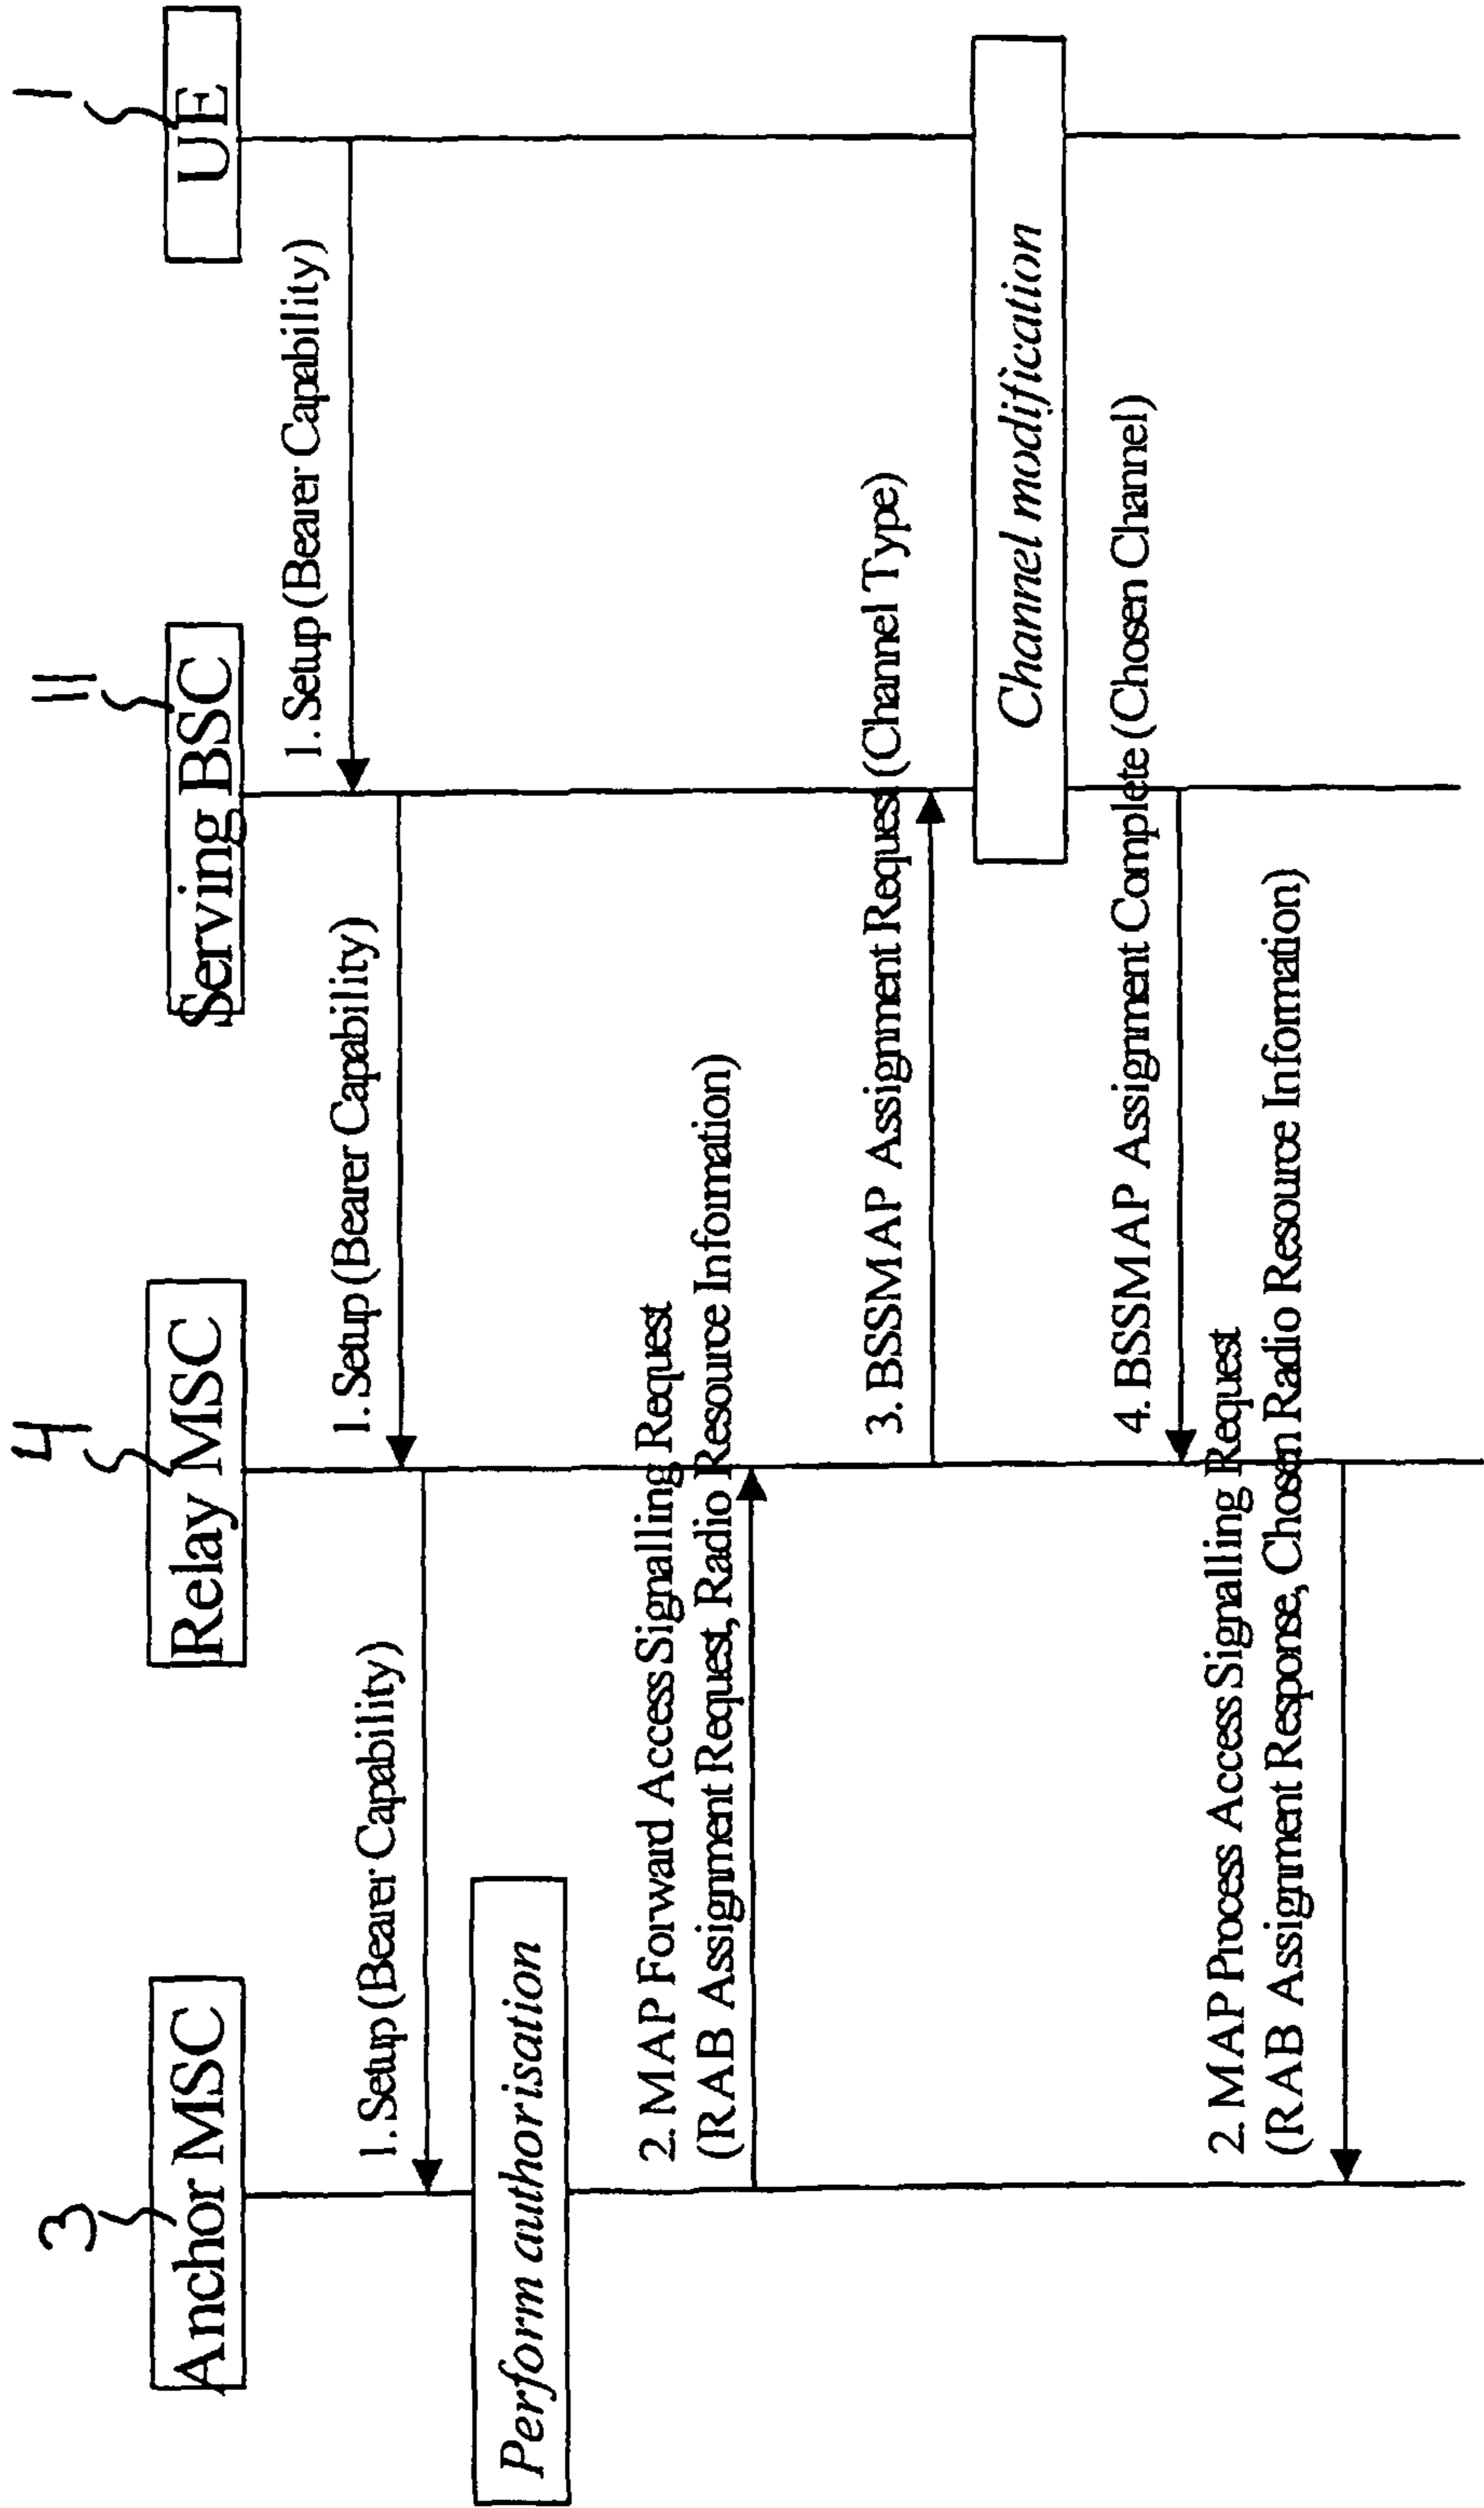 3
4
11
1
Anchor MSC
Relay MSC
Serving BSC
UE
1. Setup (Bearer Capability)
1. Setup (Bearer Capability)
1. Setup (Bearer Capability)
Perform authorisation
2. MAP Forward Access Signalling Request
(RAB Assignment Request, Radio Resource Information)
3. BSSMAP Assignment Request (Channel Type)
Channel modification
4. BSSMAP Assignment Complete (Chosen Channel)
2. MAP Process Access Signalling Request
(RAB Assignment Response, Chosen Radio Resource Information)